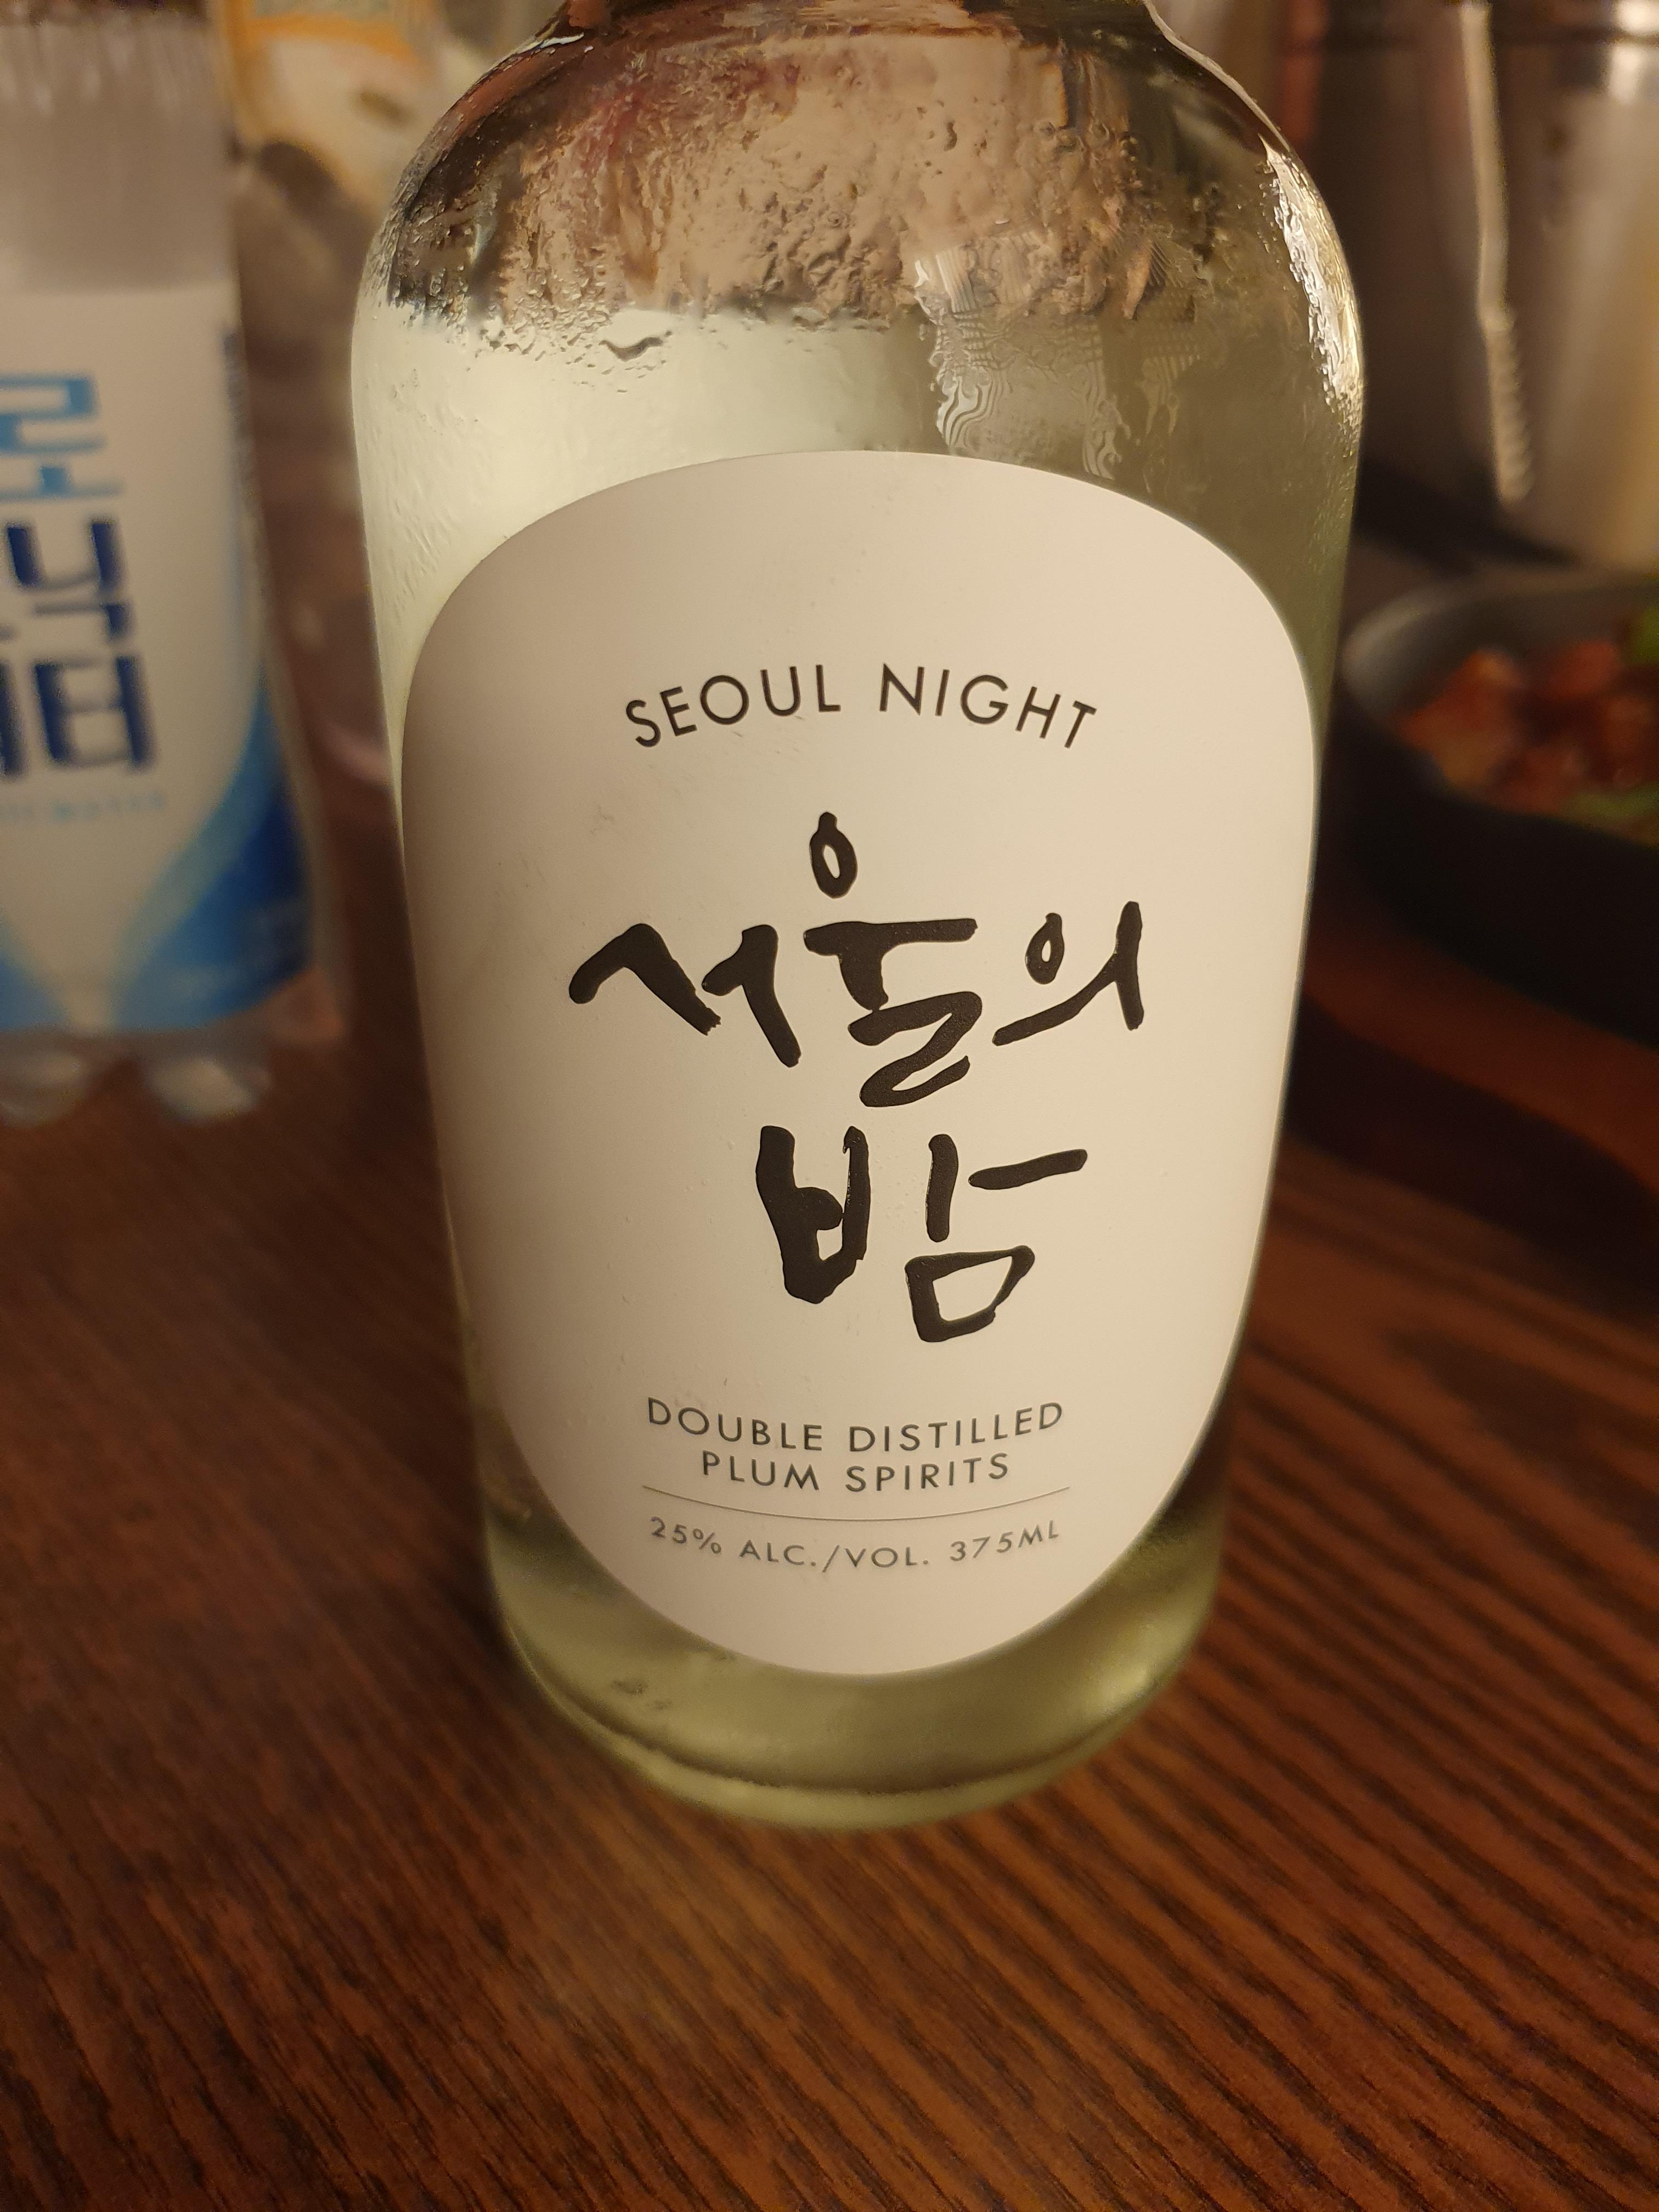 SEOUL NIGHT
서울의
밤
DOUBLE DISTILLED
PLUM SPIRITS
25% ALC./VOL. 375ML